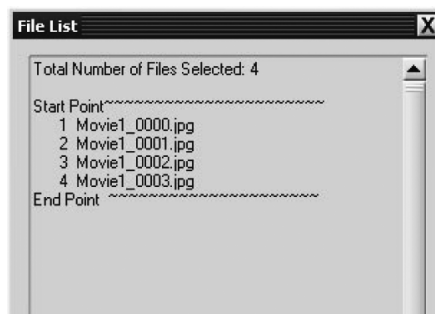 File List X
Total Number of Files Selected: 4
Start Point~~~~~~~~~~~~~~~~~~~~~~~~
1 Movie1_0000.jpg
2 Movie1_0001.jpg
3 Movie1_0002.jpg
4 Movie1_0003.jpg
End Point ~~~~~~~~~~~~~~~~~~~~~~~